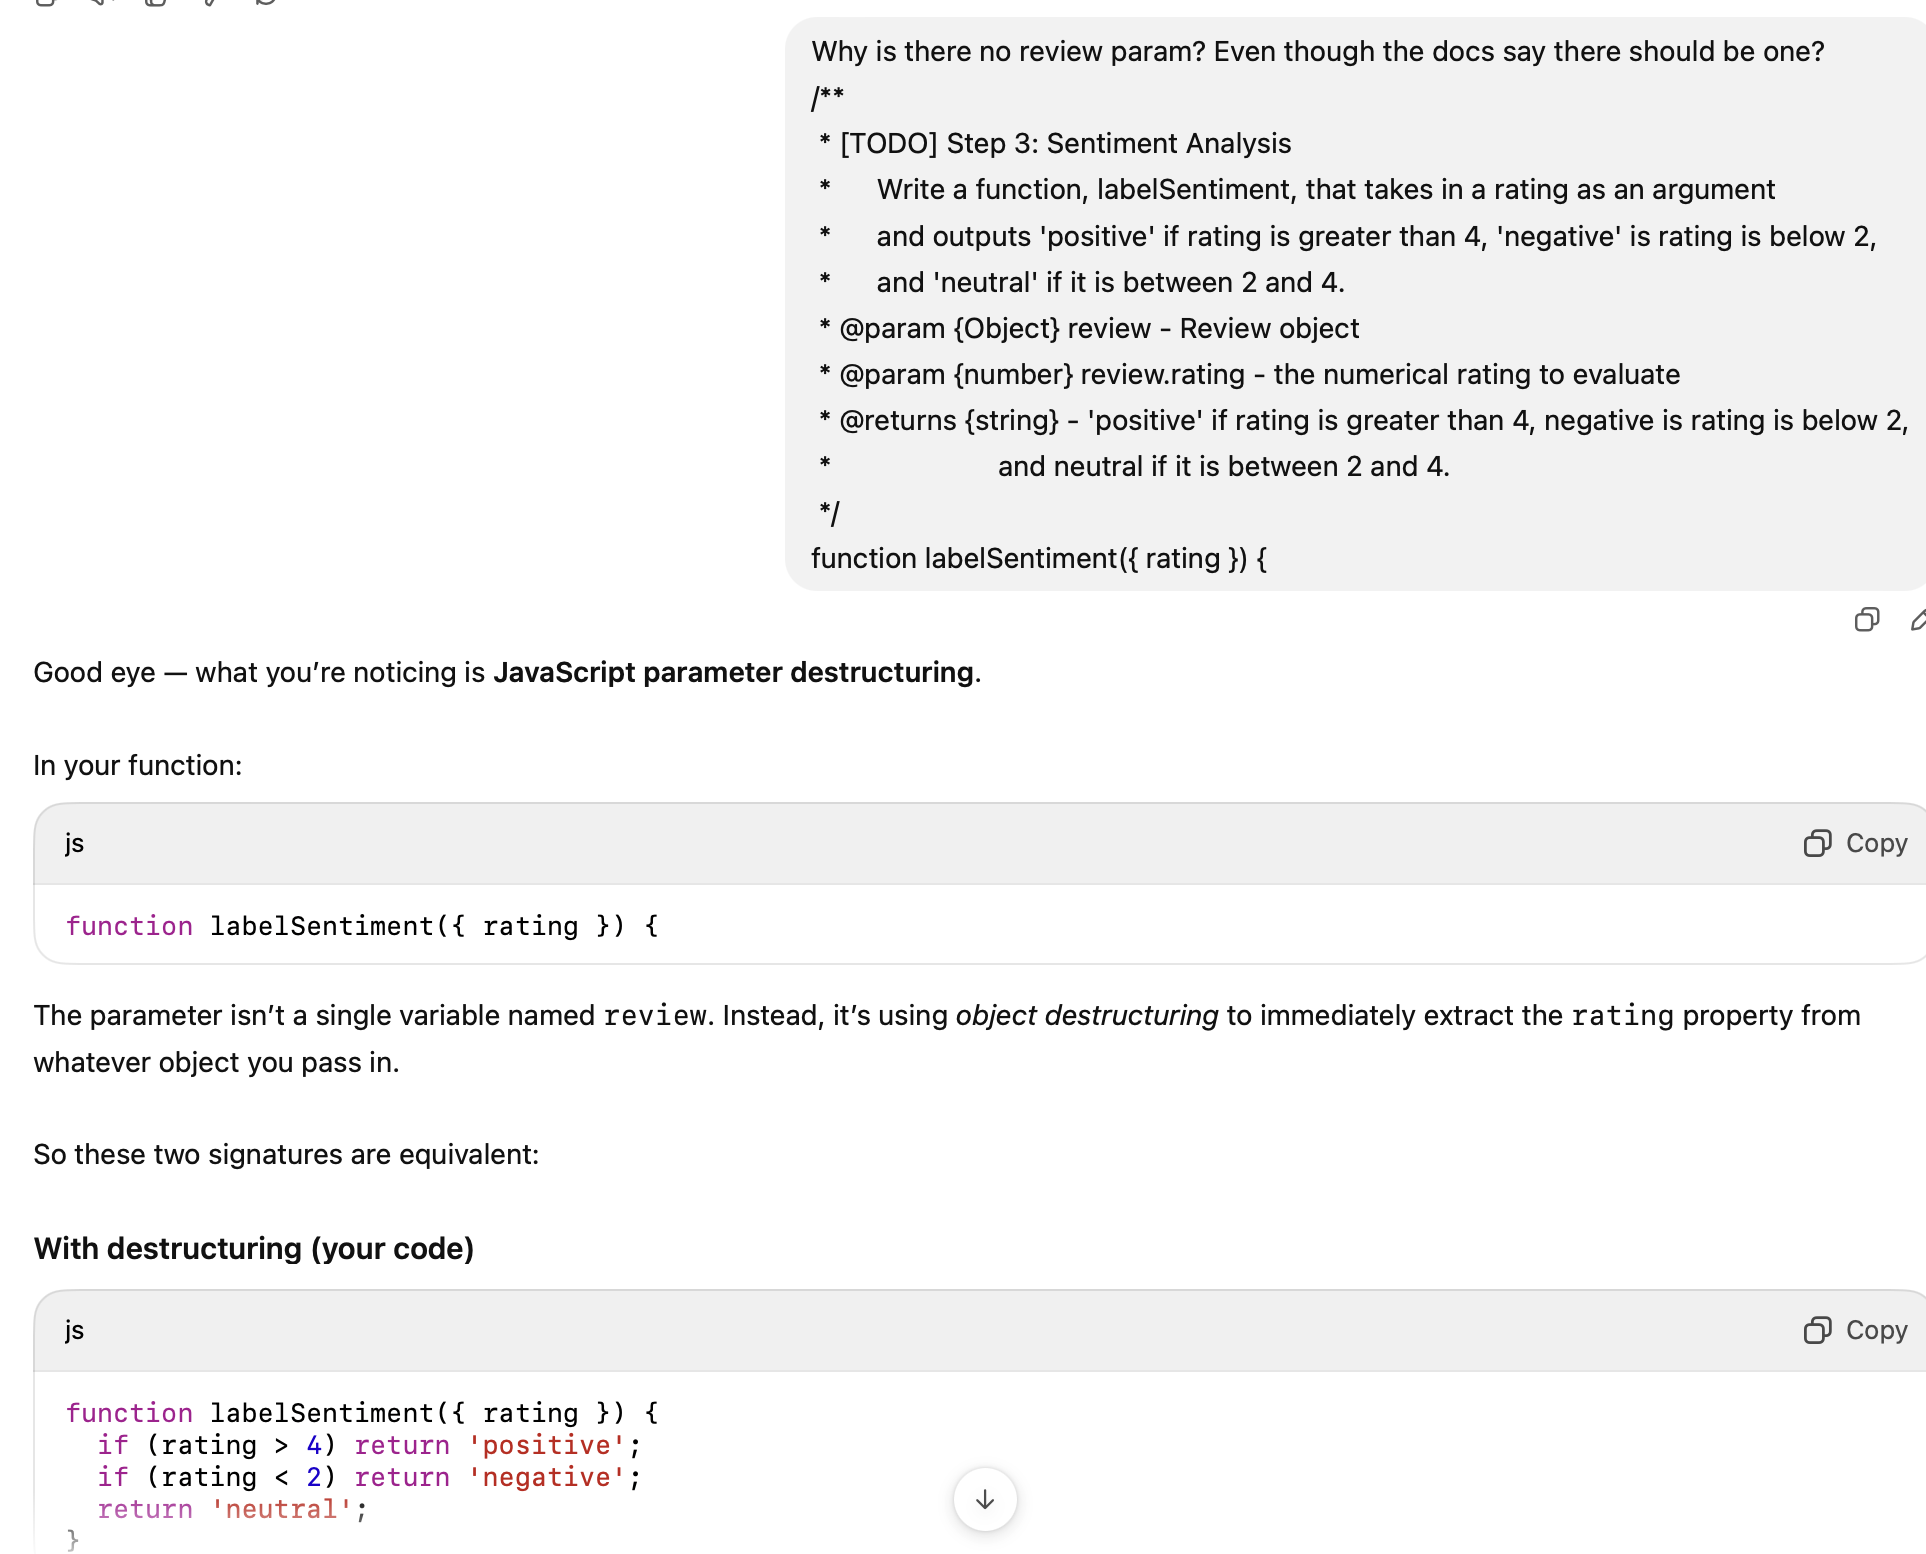 Why is there no review param? Even though the docs say there should be one?
/**
 * [TODO] Step 3: Sentiment Analysis
 *      Write a function, labelSentiment, that takes in a rating as an argument
 *      and outputs 'positive' if rating is greater than 4, 'negative' is rating is below 2,
 *      and 'neutral' if it is between 2 and 4.
 * @param {Object} review - Review object
 * @param {number} review.rating - the numerical rating to evaluate
 * @returns {string} - 'positive' if rating is greater than 4, negative is rating is below 2,
 *                     and neutral if it is between 2 and 4.
 */
function labelSentiment({ rating }) {
Good eye — what you’re noticing is JavaScript parameter destructuring.
In your function:
js
Copy
function labelSentiment({ rating }) {
The parameter isn’t a single variable named review. Instead, it’s using object destructuring to immediately extract the rating property from
whatever object you pass in.
So these two signatures are equivalent:
With destructuring (your code)
js
Copy
function labelSentiment({ rating }) {
  if (rating > 4) return 'positive';
  if (rating < 2) return 'negative';
  return 'neutral';
}